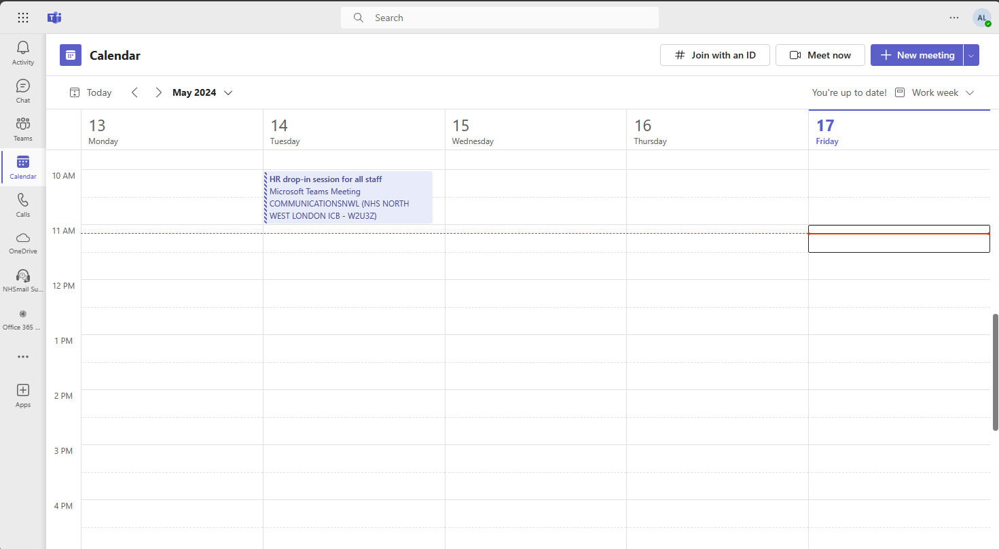 Search
AL
Activity
Chat
Teams
Calendar
Calls
OneDrive
NHSmail Su...
Office 365 ...
Apps
Calendar
# Join with an ID
Meet now
New meeting
Today
May 2024
You're up to date!
Work week
13
Monday
14
Tuesday
15
Wednesday
16
Thursday
17
Friday
10 AM
HR drop-in session for all staff
Microsoft Teams Meeting
COMMUNICATIONSNWL (NHS NORTH
WEST LONDON ICB - W2U3Z)
11 AM
12 PM
1 PM
2 PM
3 PM
4 PM